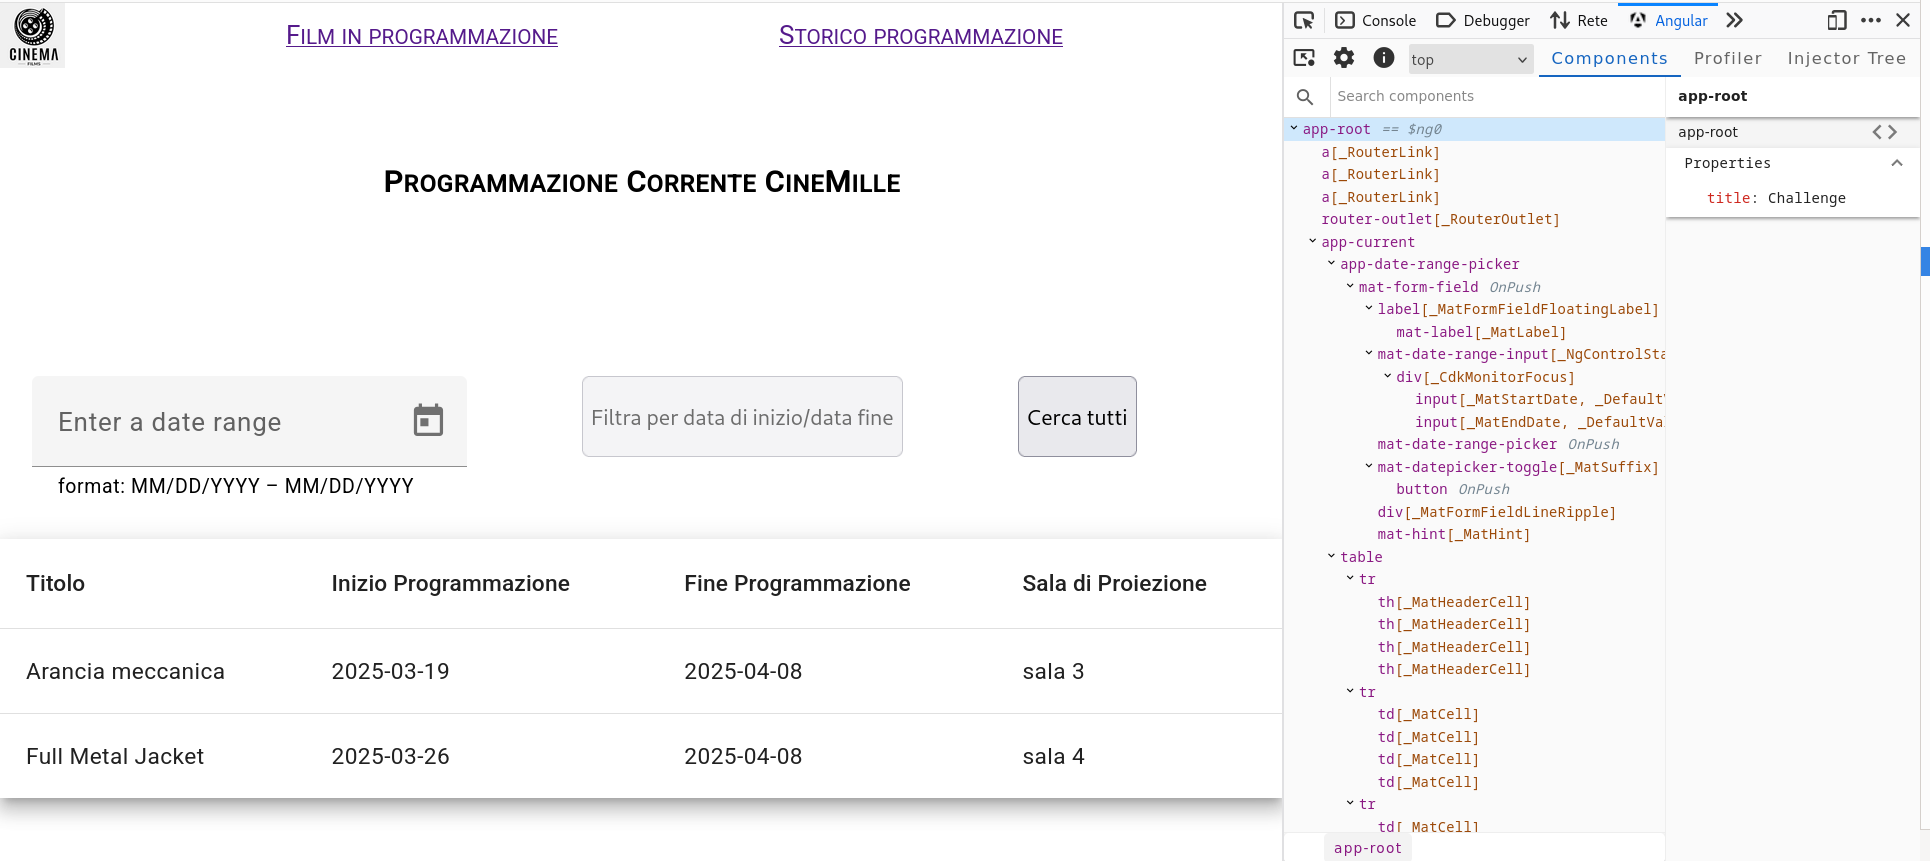 CINEMA
FILMS
FILM IN PROGRAMMAZIONE
STORICO PROGRAMMAZIONE
PROGRAMMAZIONE CORRENTE CINEMILLE
Enter a date range
format: MM/DD/YYYY – MM/DD/YYYY
Filtra per data di inizio/data fine
Cerca tutti
Titolo Inizio Programmazione Fine Programmazione Sala di Proiezione
Arancia meccanica 2025-03-19 2025-04-08 sala 3
Full Metal Jacket 2025-03-26 2025-04-08 sala 4
Console Debugger Rete Angular
top Components Profiler Injector Tree
Search components
app-root == $ng0
a[_RouterLink]
a[_RouterLink]
a[_RouterLink]
router-outlet[_RouterOutlet]
app-current
app-date-range-picker
mat-form-field OnPush
label[_MatFormFieldFloatingLabel]
mat-label[_MatLabel]
mat-date-range-input[_NgControlSta
div[_CdkMonitorFocus]
input[_MatStartDate, _DefaultV
input[_MatEndDate, _DefaultVa
mat-date-range-picker OnPush
mat-datepicker-toggle[_MatSuffix]
button OnPush
div[_MatFormFieldLineRipple]
mat-hint[_MatHint]
table
tr
th[_MatHeaderCell]
th[_MatHeaderCell]
th[_MatHeaderCell]
th[_MatHeaderCell]
tr
td[_MatCell]
td[_MatCell]
td[_MatCell]
td[_MatCell]
tr
td[_MatCell]
app-root
app-root
app-root
Properties
title: Challenge